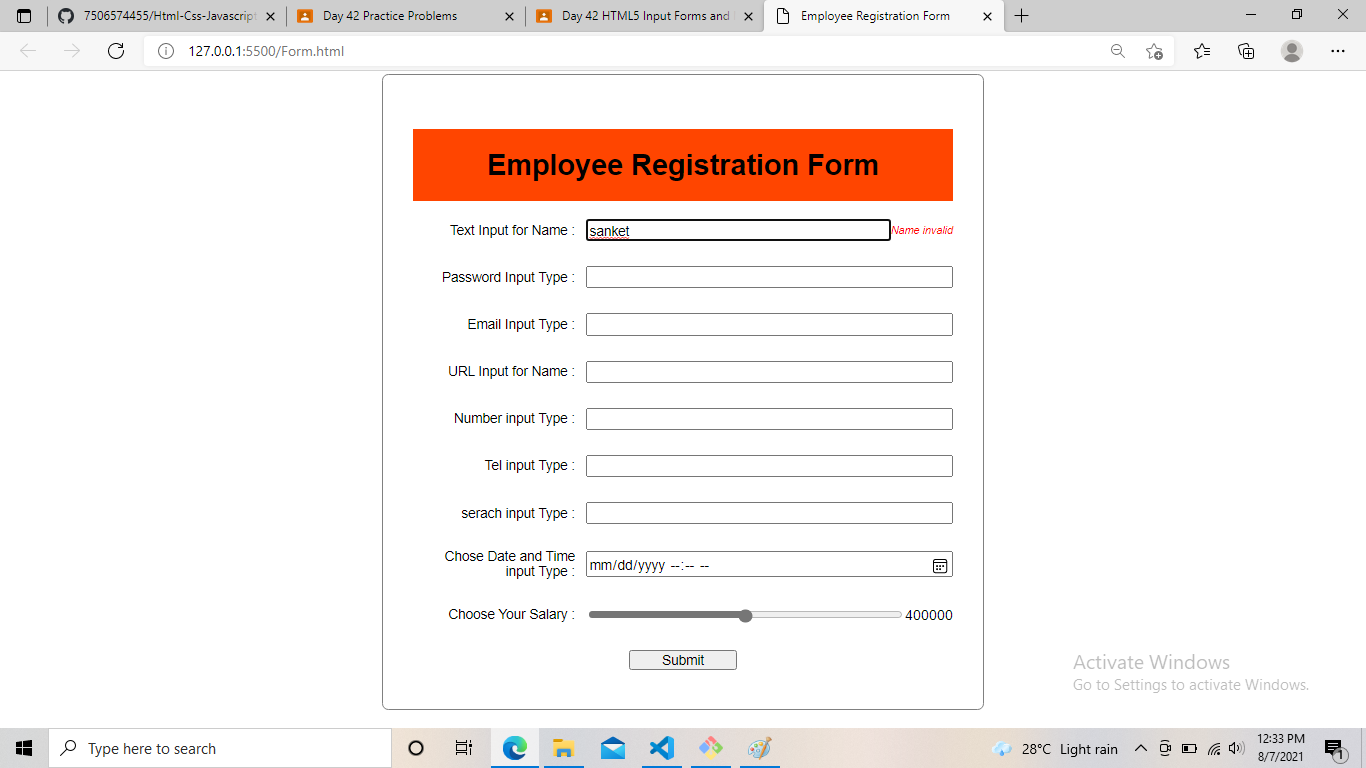 7506574455/Html-Css-Javascript
Day 42 Practice Problems
Day 42 HTML5 Input Forms and
Employee Registration Form
127.0.0.1:5500/Form.html
Employee Registration Form
Text Input for Name :
sanket
Name invalid
Password Input Type :
Email Input Type :
URL Input for Name :
Number input Type :
Tel input Type :
serach input Type :
Chose Date and Time
input Type :
mm/dd/yyyy --:-- --
Choose Your Salary :
400000
Submit
Activate Windows
Go to Settings to activate Windows.
Type here to search
28°C Light rain
12:33 PM
8/7/2021
1